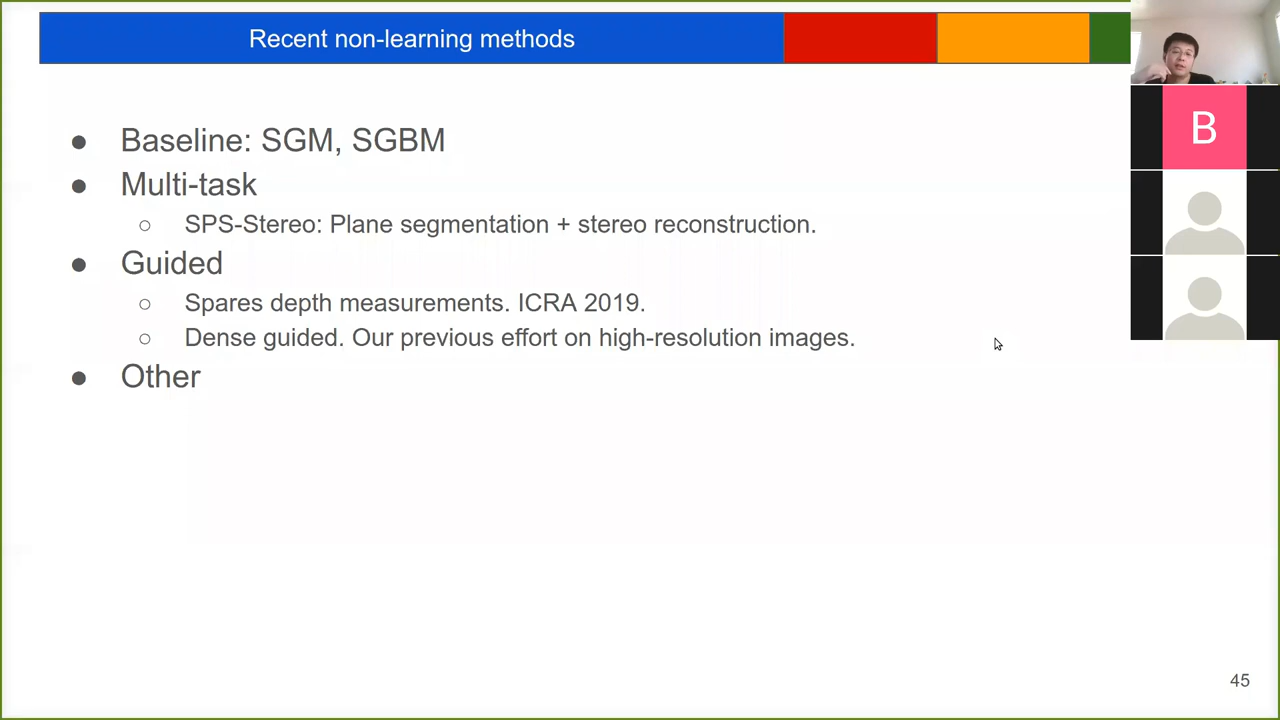 Recent non-learning methods
B
● Baseline: SGM, SGBM
● Multi-task
○ SPS-Stereo: Plane segmentation + stereo reconstruction.
● Guided
○ Spares depth measurements. ICRA 2019.
○ Dense guided. Our previous effort on high-resolution images.
● Other
45